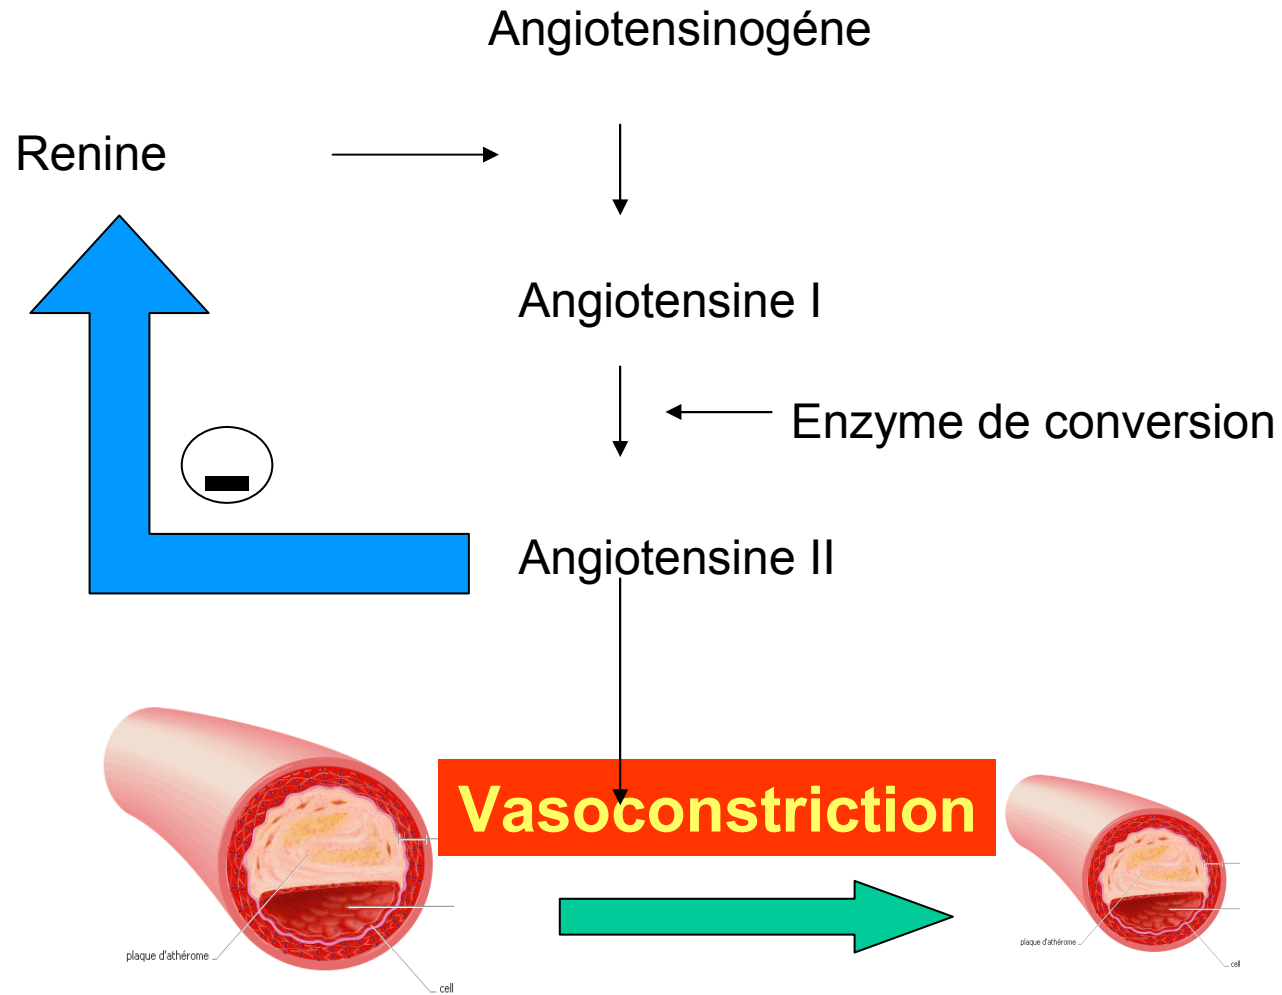 Angiotensinogéne
Renine
Angiotensine I
Enzyme de conversion
Angiotensine II
Vasoconstriction
plaque d'athérome
cell
plaque d'athérome
cell